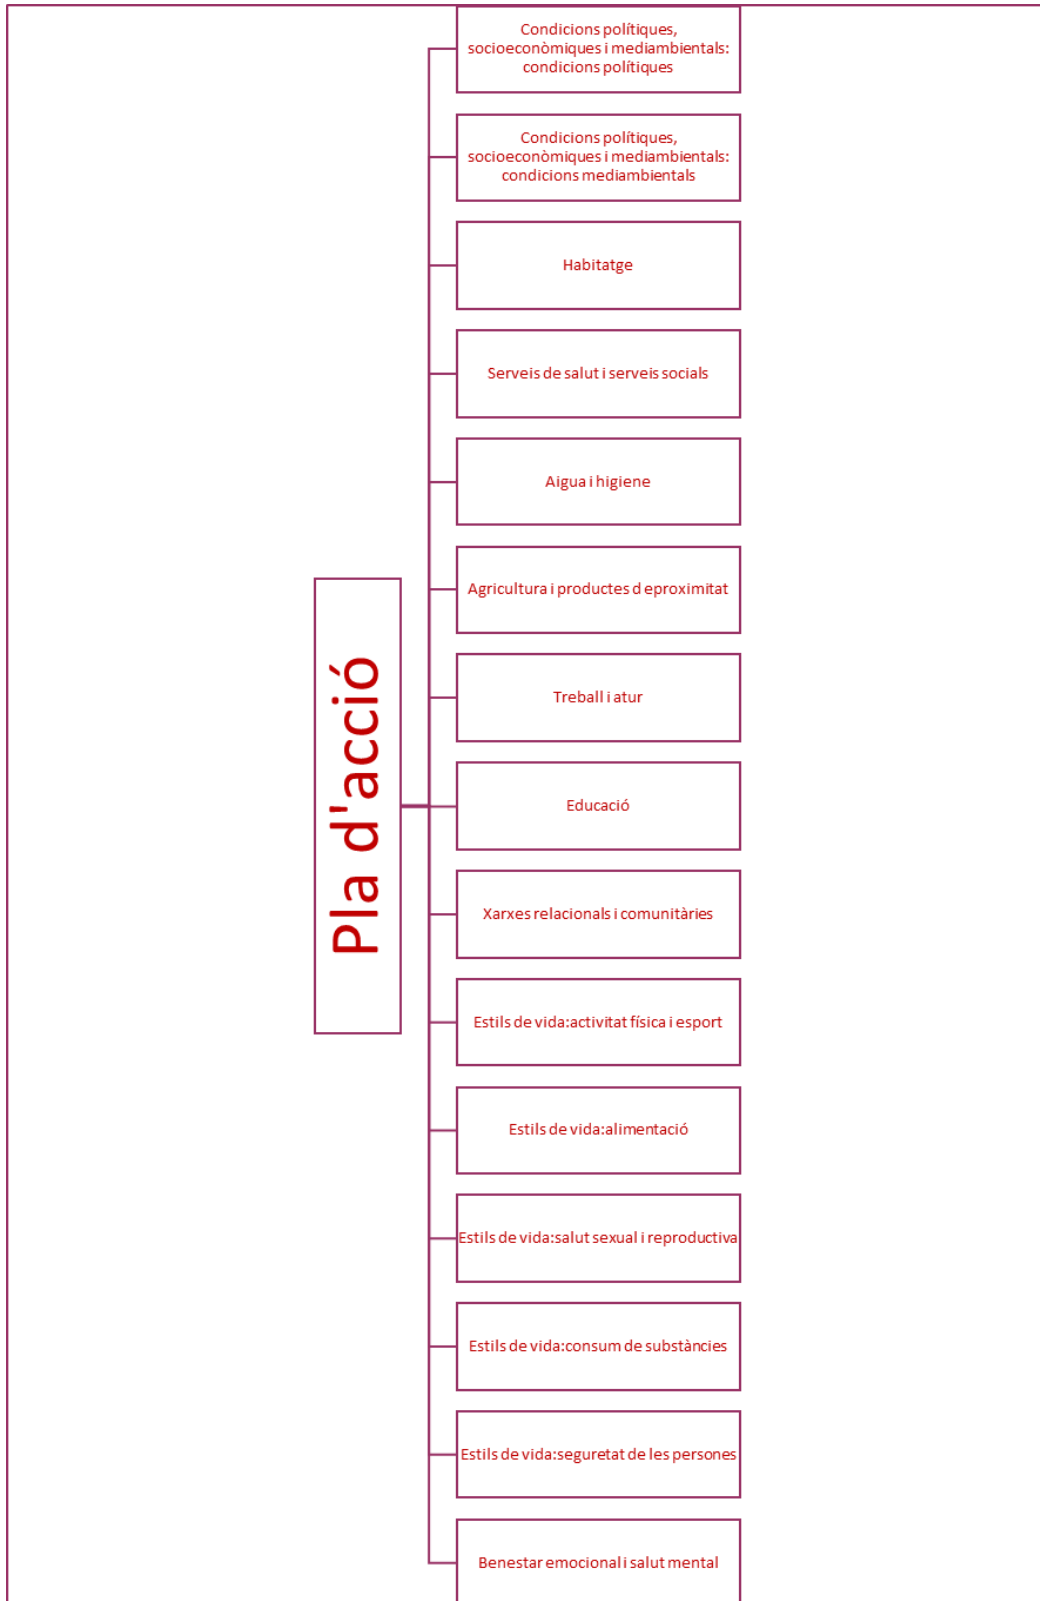 Condicions polítiques,
socioeconòmiques i mediambientals:
condicions polítiques
Condicions polítiques,
socioeconòmiques i mediambientals:
condicions mediambientals
Habitatge
Serveis de salut i serveis socials
Aigua i higiene
Agricultura i productes d eproximitat
Treball i atur
Pla d'acció
Educació
Xarxes relacionals i comunitàries
Estils de vida:activitat física i esport
Estils de vida:alimentació
Estils de vida:salut sexual i reproductiva
Estils de vida:consum de substàncies
Estils de vida:seguretat de les persones
Benestar emocional i salut mental